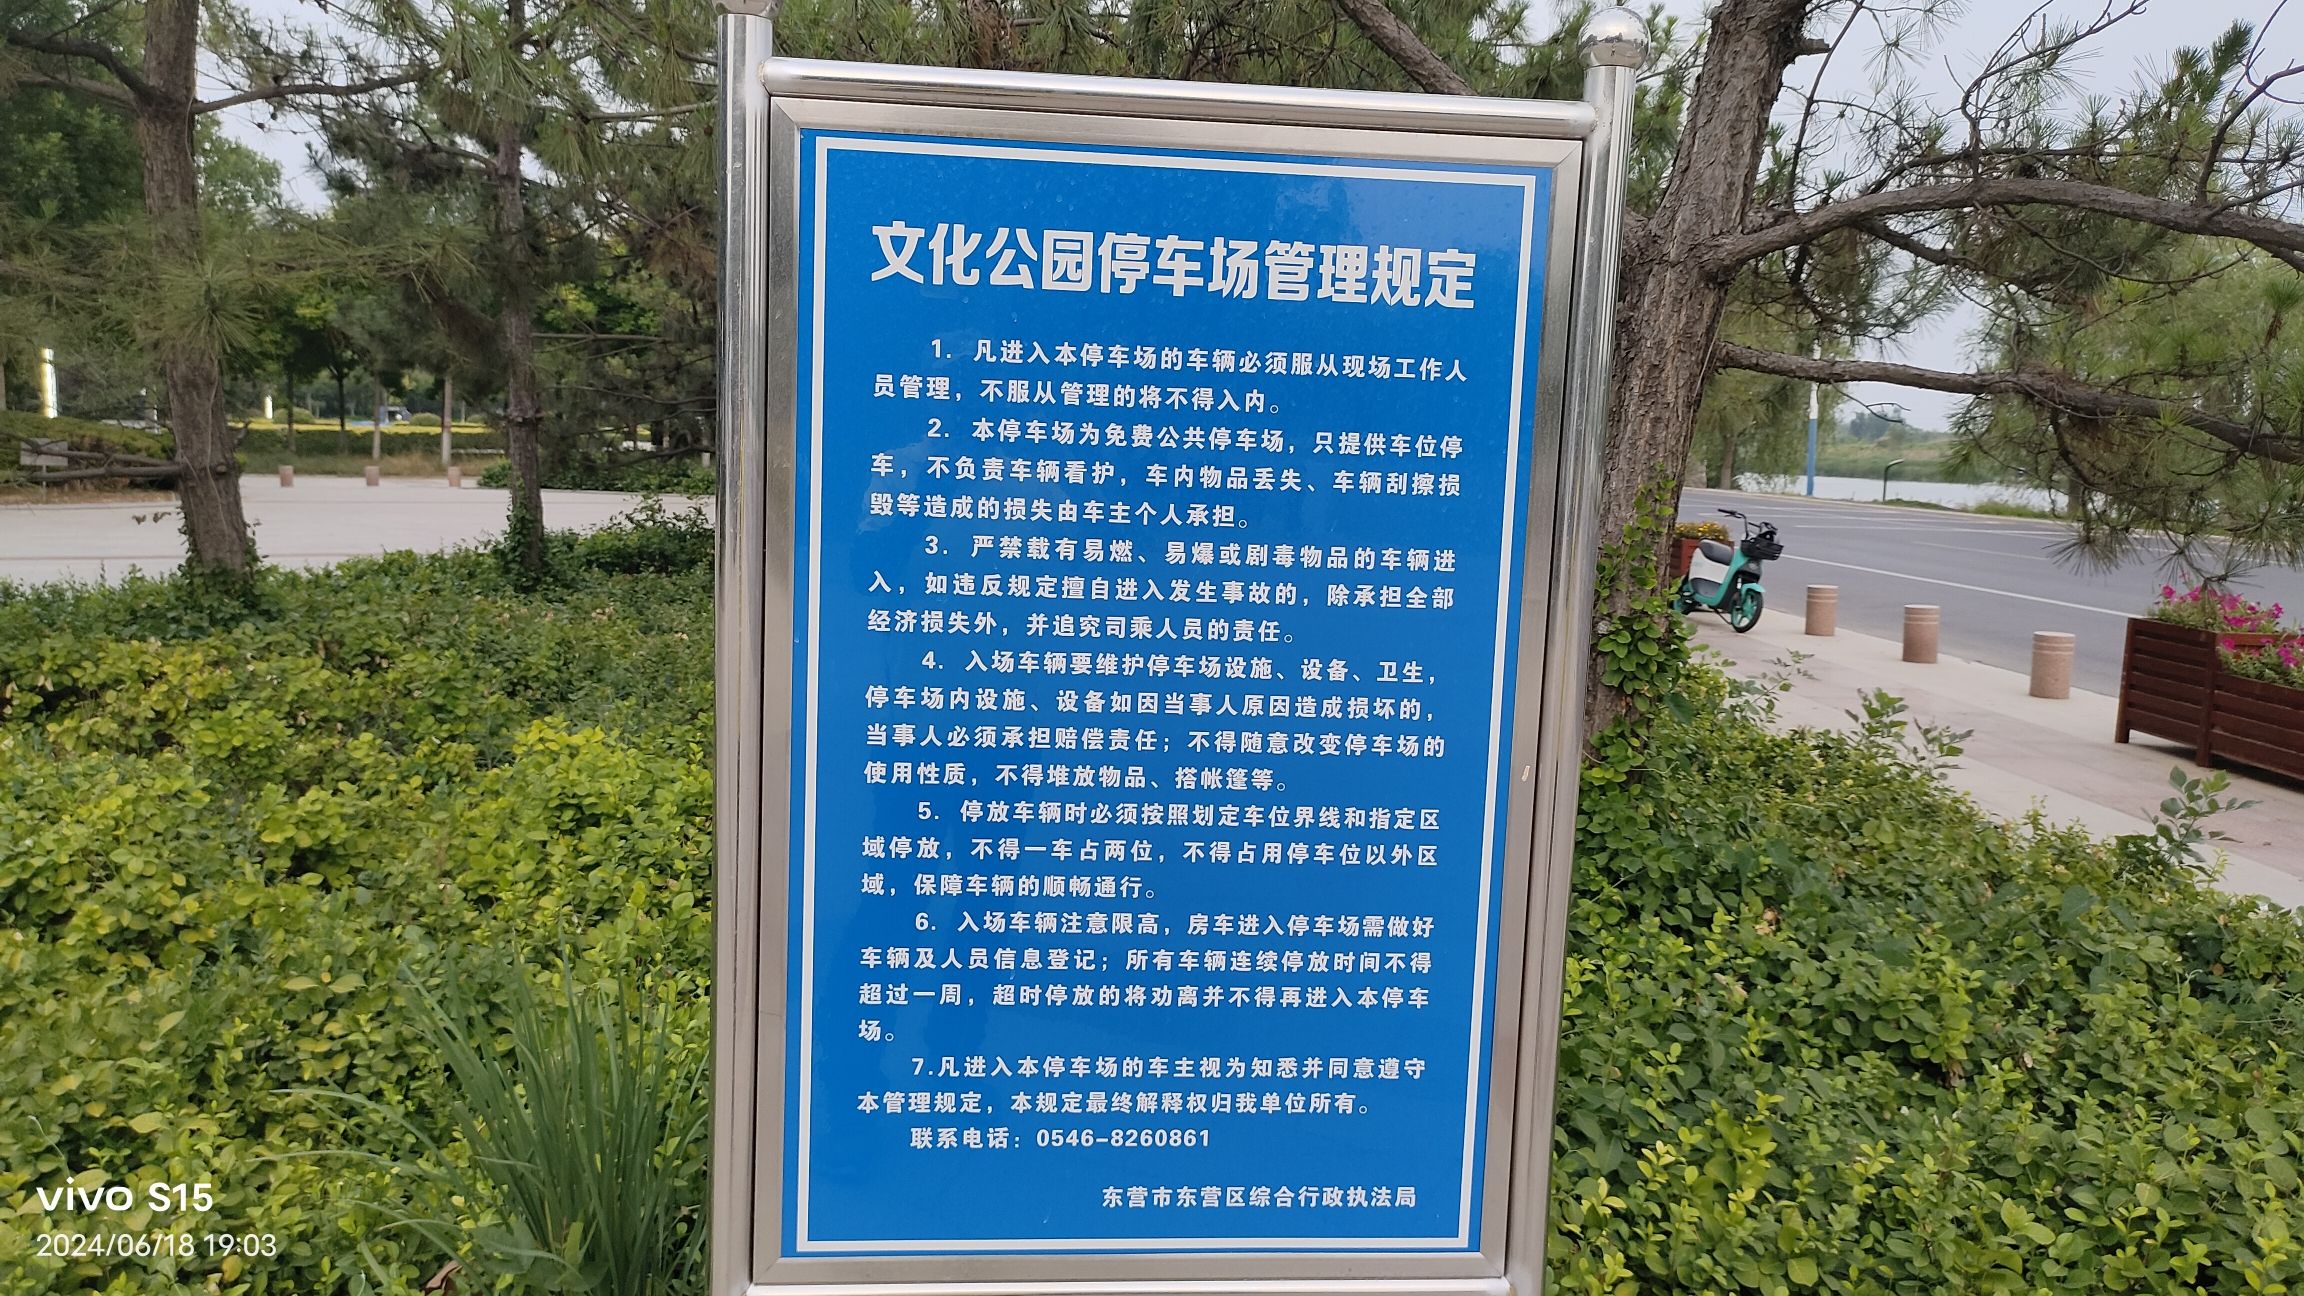 文化公园停车场管理规定
1. 凡进入本停车场的车辆必须服从现场工作人
员管理，不服从管理的将不得入内。
2. 本停车场为免费公共停车场，只提供车位停
车，不负责车辆看护，车内物品丢失、车辆刮擦损
毁等造成的损失由车主个人承担。
3. 严禁载有易燃、易爆或剧毒物品的车辆进
入，如违反规定擅自进入发生事故的，除承担全部
经济损失外，并追究司乘人员的责任。
4. 入场车辆要维护停车场设施、设备、卫生，
停车场内设施、设备如因当事人原因造成损坏的，
当事人必须承担赔偿责任；不得随意改变停车场的
使用性质，不得堆放物品、搭帐篷等。
5. 停放车辆时必须按照划定车位界线和指定区
域停放，不得一车占两位，不得占用停车位以外区
域，保障车辆的顺畅通行。
6. 入场车辆注意限高，房车进入停车场需做好
车辆及人员信息登记；所有车辆连续停放时间不得
超过一周，超时停放的将劝离并不得再进入本停车
场。
7.凡进入本停车场的车主视为知悉并同意遵守
本管理规定，本规定最终解释权归我单位所有。
联系电话：0546-8260861
东营市东营区综合行政执法局
vivo S15
2024/06/18 19:03